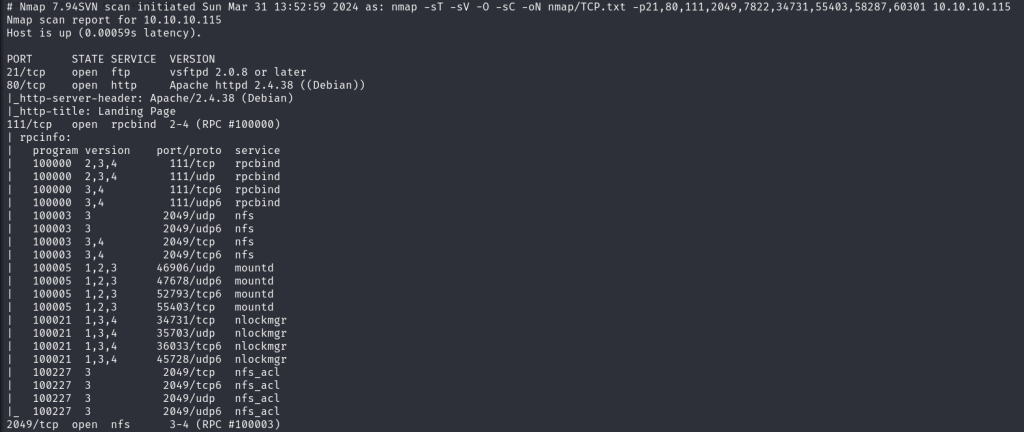 # Nmap 7.94SVN scan initiated Sun Mar 31 13:52:59 2024 as: nmap -sT -sV -O -sC -oN nmap/TCP.txt -p21,80,111,2049,7822,34731,55403,58287,60301 10.10.10.115
Nmap scan report for 10.10.10.115
Host is up (0.00059s latency).

PORT      STATE SERVICE  VERSION
21/tcp    open  ftp      vsftpd 2.0.8 or later
80/tcp    open  http     Apache httpd 2.4.38 ((Debian))
|_http-server-header: Apache/2.4.38 (Debian)
|_http-title: Landing Page
111/tcp   open  rpcbind  2-4 (RPC #100000)
| rpcinfo:
|   program version    port/proto  service
|   100000  2,3,4        111/tcp   rpcbind
|   100000  2,3,4        111/udp   rpcbind
|   100000  3,4          111/tcp6  rpcbind
|   100000  3,4          111/udp6  rpcbind
|   100003  3           2049/udp   nfs
|   100003  3           2049/udp6  nfs
|   100003  3,4         2049/tcp   nfs
|   100003  3,4         2049/tcp6  nfs
|   100005  1,2,3      46906/udp   mountd
|   100005  1,2,3      47678/udp6  mountd
|   100005  1,2,3      52793/tcp6  mountd
|   100005  1,2,3      55403/tcp   mountd
|   100021  1,3,4      34731/tcp   nlockmgr
|   100021  1,3,4      35703/udp   nlockmgr
|   100021  1,3,4      36033/tcp6  nlockmgr
|   100021  1,3,4      45728/udp6  nlockmgr
|   100227  3           2049/tcp   nfs_acl
|   100227  3           2049/tcp6  nfs_acl
|   100227  3           2049/udp   nfs_acl
|_  100227  3           2049/udp6  nfs_acl
2049/tcp  open  nfs      3-4 (RPC #100003)